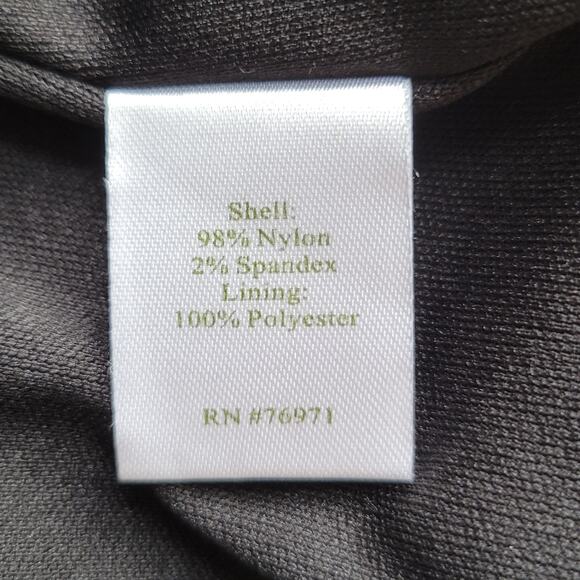 Shell:
98% Nylon
2% Spandex
Lining:
100% Polyester
RN #76971